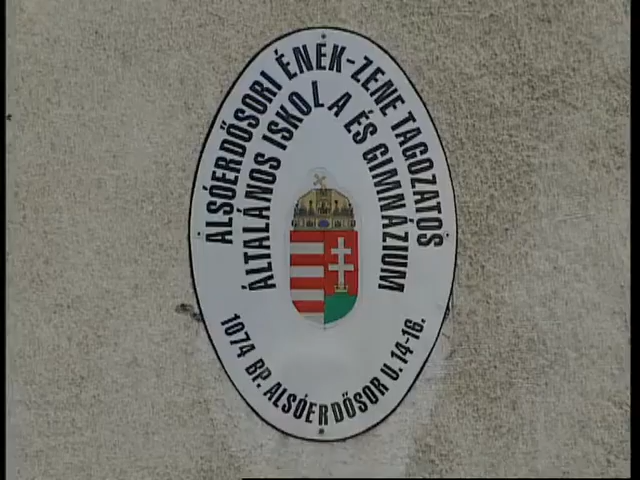 ALSÓERDŐSORI ÉNEK-ZENE TAGOZATOS
ÁLTALÁNOS ISKOLA ÉS GIMNÁZIUM
1074 BP. ALSÓERDŐSOR U. 14-16.